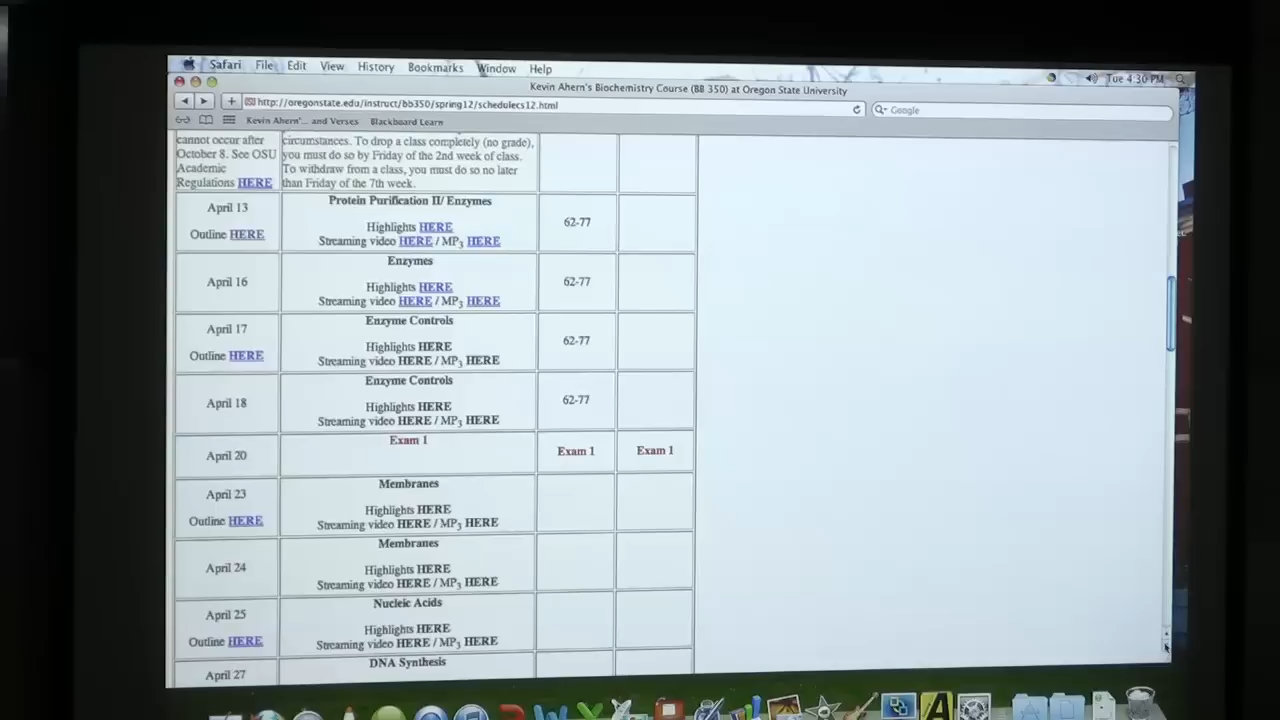 Safari File Edit View History Bookmarks Window Help
Tue 4:30 PM
Kevin Ahern's Biochemistry Course (BB 350) at Oregon State University
http://oregonstate.edu/instruct/bb350/spring12/schedulecs12.html
Google
Kevin Ahern'... and Verses Blackboard Learn
cannot occur after
October 8. See OSU
Academic
Regulations HERE
circumstances. To drop a class completely (no grade),
you must do so by Friday of the 2nd week of class.
To withdraw from a class, you must do so no later
than Friday of the 7th week.
April 13
Outline HERE
Protein Purification II/ Enzymes
Highlights HERE
Streaming video HERE / MP3 HERE
62-77
April 16
Enzymes
Highlights HERE
Streaming video HERE / MP3 HERE
62-77
April 17
Outline HERE
Enzyme Controls
Highlights HERE
Streaming video HERE / MP3 HERE
62-77
April 18
Enzyme Controls
Highlights HERE
Streaming video HERE / MP3 HERE
62-77
April 20
Exam 1
Exam 1
Exam 1
April 23
Outline HERE
Membranes
Highlights HERE
Streaming video HERE / MP3 HERE
April 24
Membranes
Highlights HERE
Streaming video HERE / MP3 HERE
April 25
Outline HERE
Nucleic Acids
Highlights HERE
Streaming video HERE / MP3 HERE
April 27
DNA Synthesis